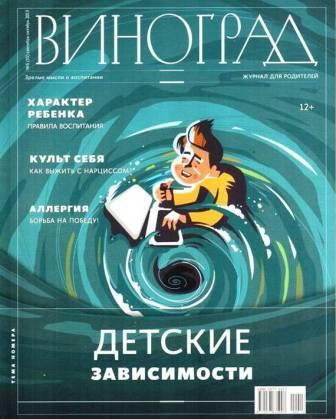 ВИНОГРАД
Зрелые мысли о воспитании
ЖУРНАЛ ДЛЯ РОДИТЕЛЕЙ
12+
ХАРАКТЕР
РЕБЕНКА
ПРАВИЛА ВОСПИТАНИЯ
КУЛЬТ СЕБЯ
КАК ВЫЖИТЬ С НАРЦИССОМ?
АЛЛЕРГИЯ
БОРЬБА НА ПОБЕДУ!
ДЕТСКИЕ
ЗАВИСИМОСТИ
ТЕМА НОМЕРА